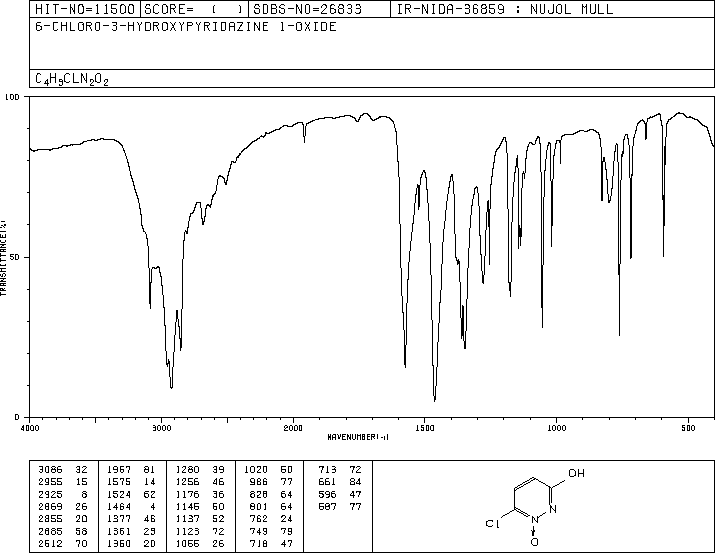 HIT-NO=11500 SCORE= ( ) SDBS-NO=26833 IR-NIDA-36859 : NUJOL MULL
6-CHLORO-3-HYDROXYPYRIDAZINE 1-OXIDE
C4H3CLN2O2
100
50
0
TRANSMITTANCE(%)
4000 3000 2000 1500 1000 500
WAVENUMBER(-1)
3086 32 1957 81 1280 39 1020 50 713 72
2955 15 1575 14 1256 46 986 77 661 84
2925 8 1524 62 1176 36 828 64 596 47
2869 26 1464 4 1145 50 801 64 587 77
2855 20 1377 46 1137 52 762 24
2685 58 1361 23 1123 72 749 79
2512 70 1350 20 1055 26 718 47
OH
N
Cl N
O